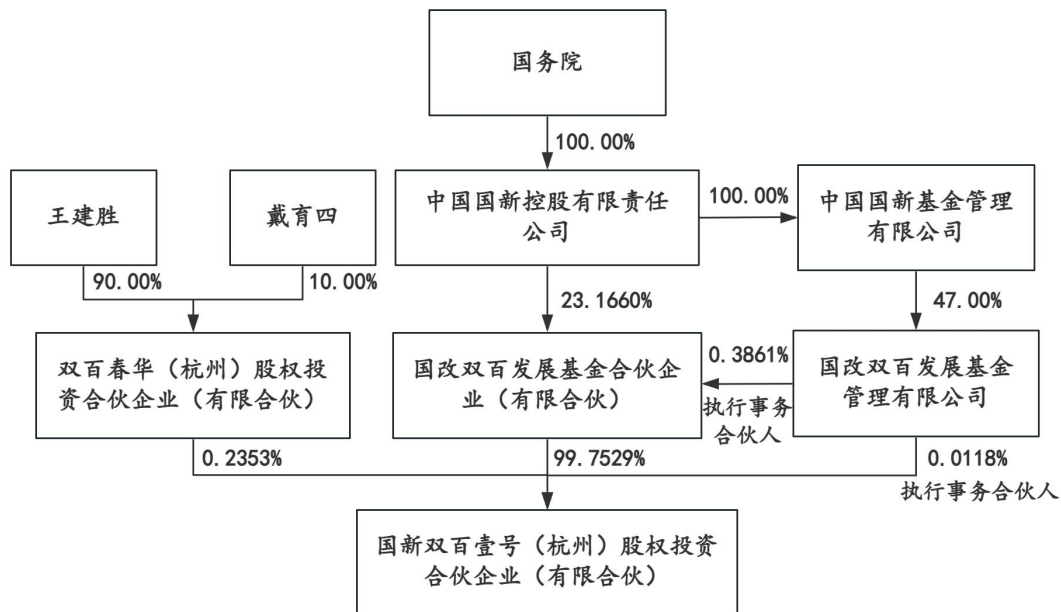 国务院
100.00%
王建胜
戴育四
中国国新控股有限责任
公司
100.00%
中国国新基金管理
有限公司
90.00%
10.00%
23.1660%
47.00%
双百春华（杭州）股权投
资合伙企业（有限合伙）
国改双百发展基金合伙企
业（有限合伙）
0.3861%
执行事务
合伙人
国改双百发展基金
管理有限公司
0.2353%
99.7529%
0.0118%
执行事务合伙人
国新双百壹号（杭州）股权投资
合伙企业（有限合伙）